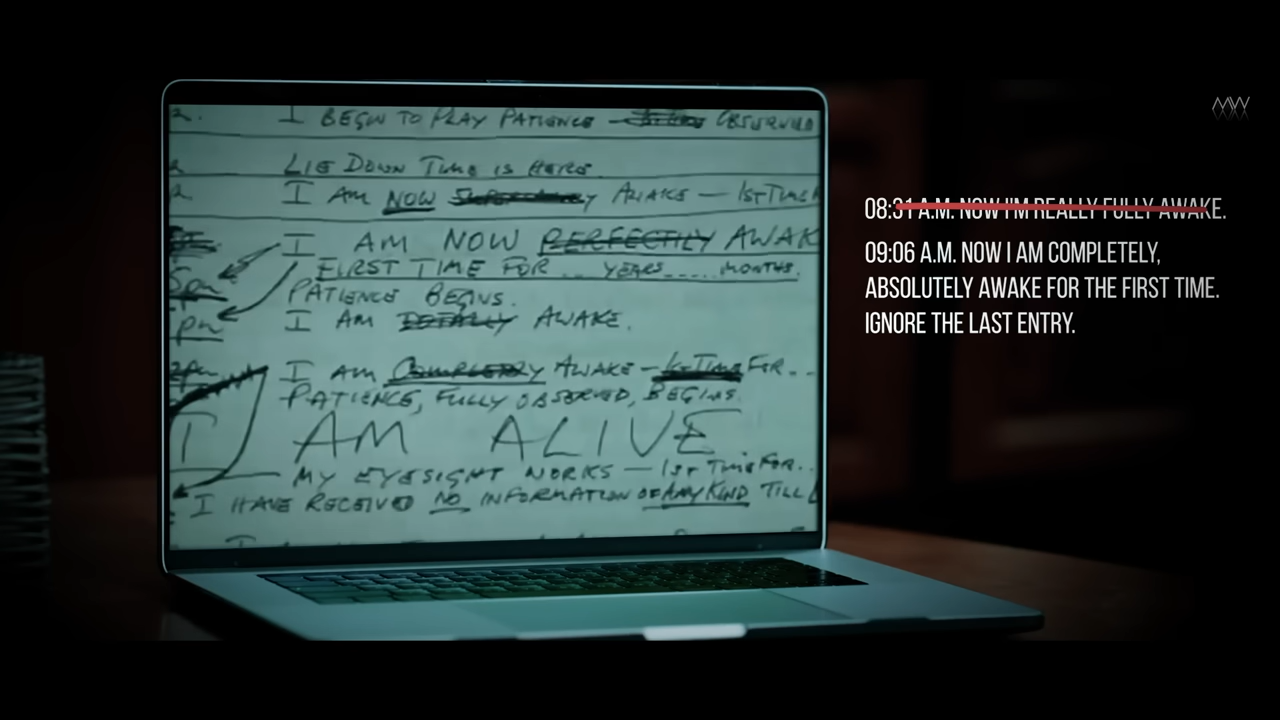 I BEGIN TO PLAY PATIENCE — OBSERVED
LIE DOWN TIME IS HERE.
I AM NOW AWAKE — 1ST TIME
I AM NOW PERFECTLY AWAK
FIRST TIME FOR ... YEARS .... MONTHS.
PATIENCE BEGINS.
I AM TOTALLY AWAKE.
I AM COMPLETELY AWAKE — 1ST TIME FOR...
PATIENCE, FULLY OBSERVED, BEGINS.
I AM ALIVE
MY EYESIGHT WORKS — 1ST TIME FOR...
I HAVE RECEIVED NO INFORMATION OF ANY KIND TILL
MW
08:31 A.M. NOW I'M REALLY FULLY AWAKE.
09:06 A.M. NOW I AM COMPLETELY,
ABSOLUTELY AWAKE FOR THE FIRST TIME.
IGNORE THE LAST ENTRY.